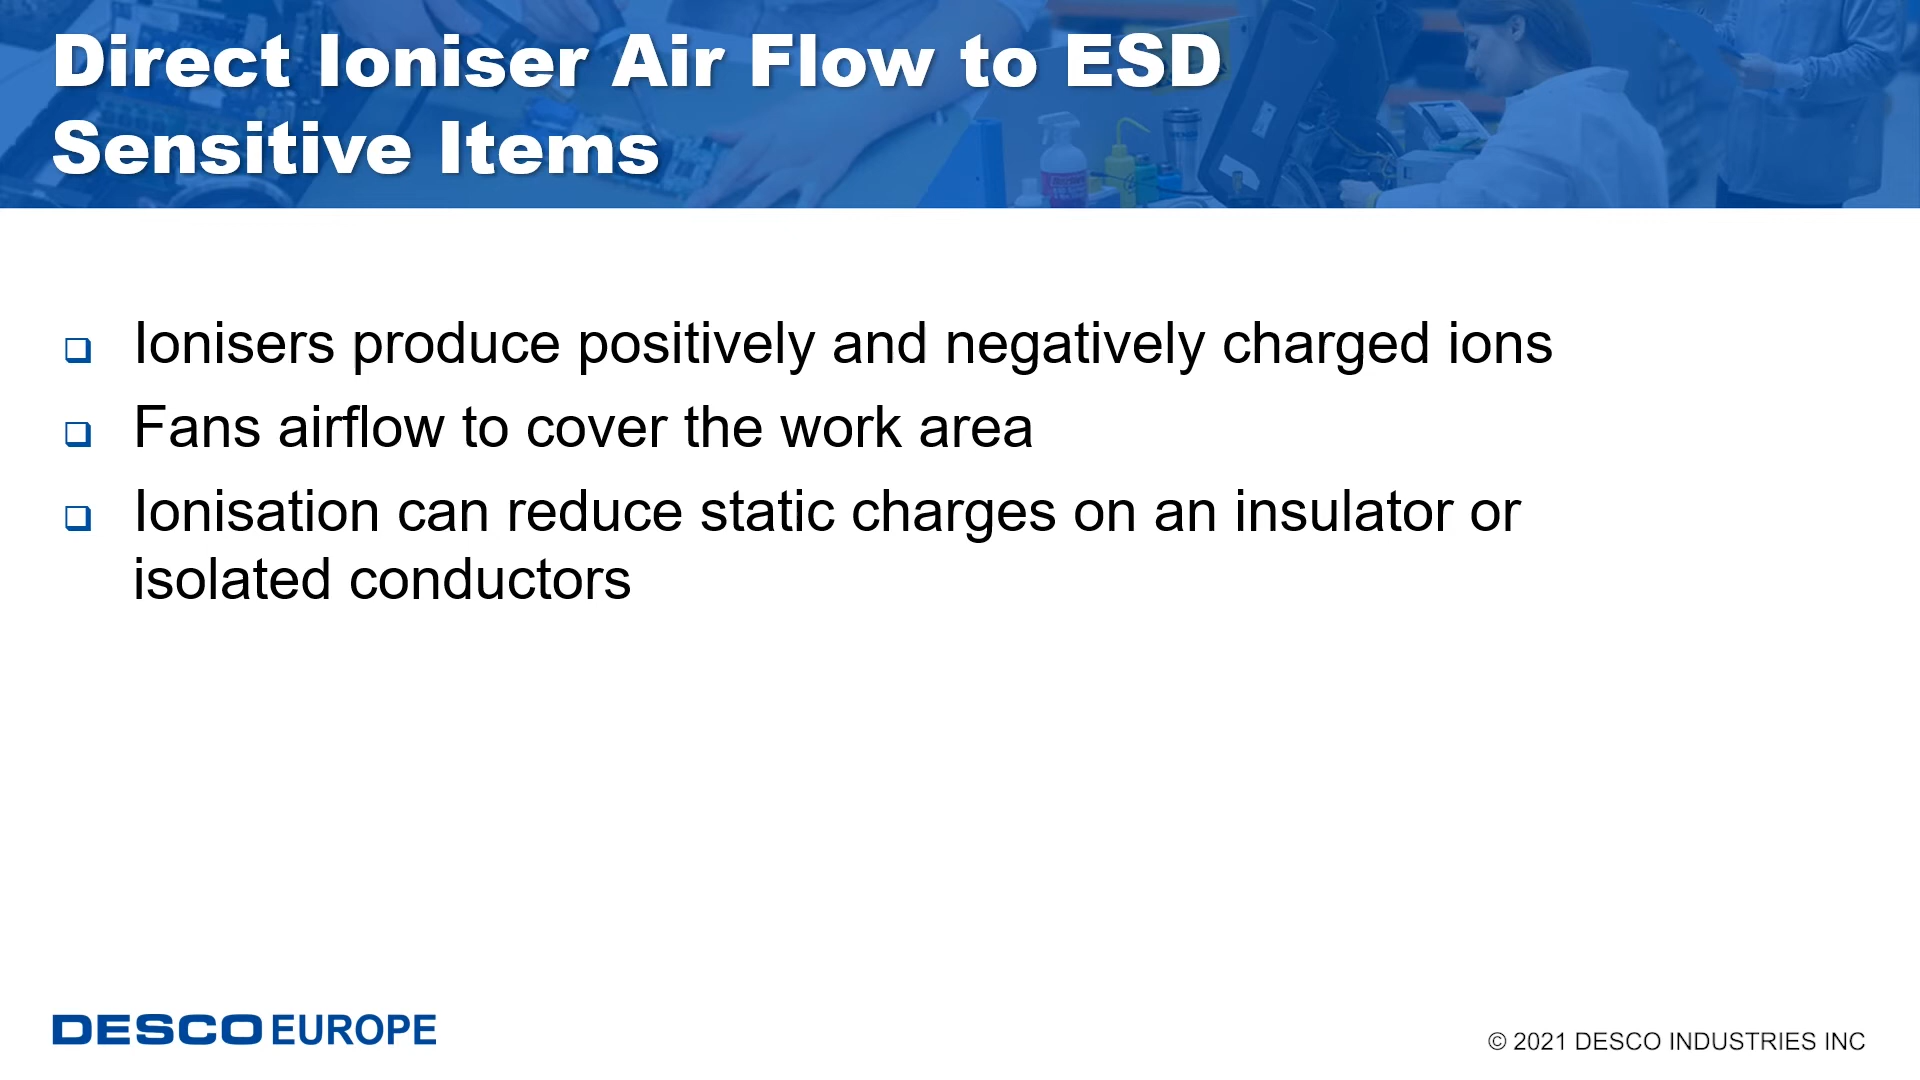 Direct Ioniser Air Flow to ESD
Sensitive Items
Ionisers produce positively and negatively charged ions
Fans airflow to cover the work area
Ionisation can reduce static charges on an insulator or
isolated conductors
DESCO EUROPE
© 2021 DESCO INDUSTRIES INC